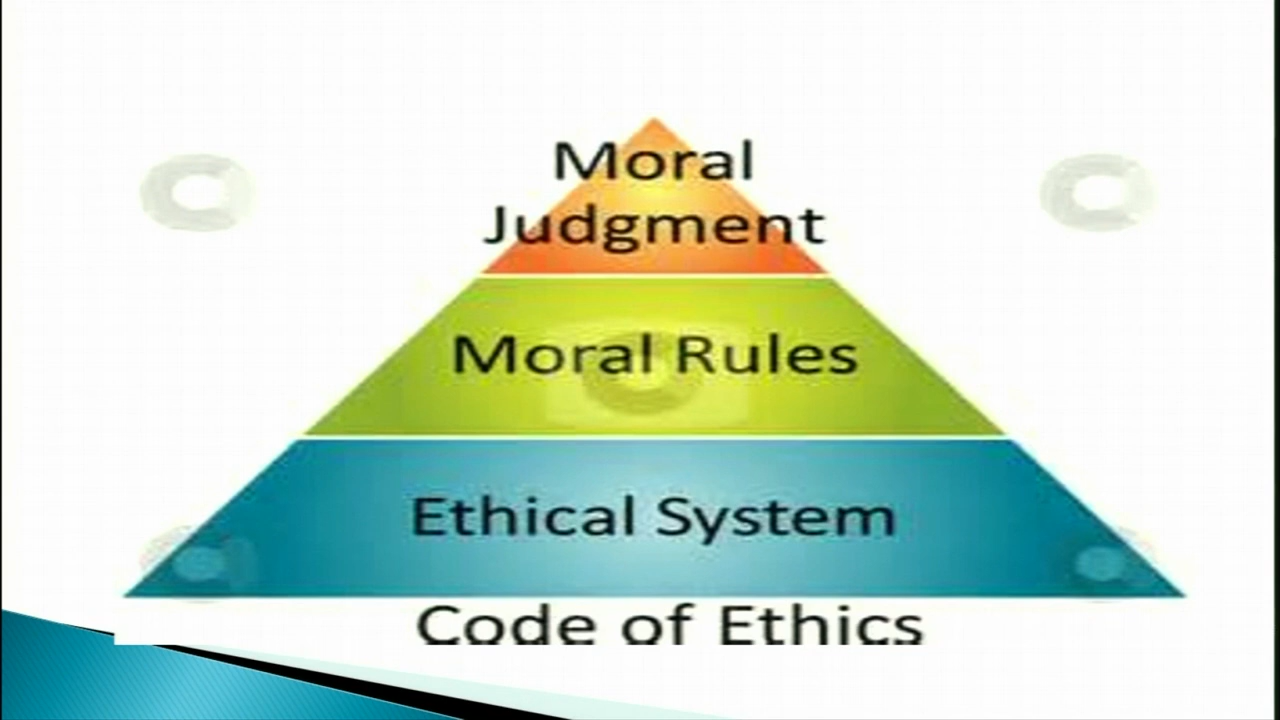 Moral
Judgment
Moral Rules
Ethical System
Code of Ethics